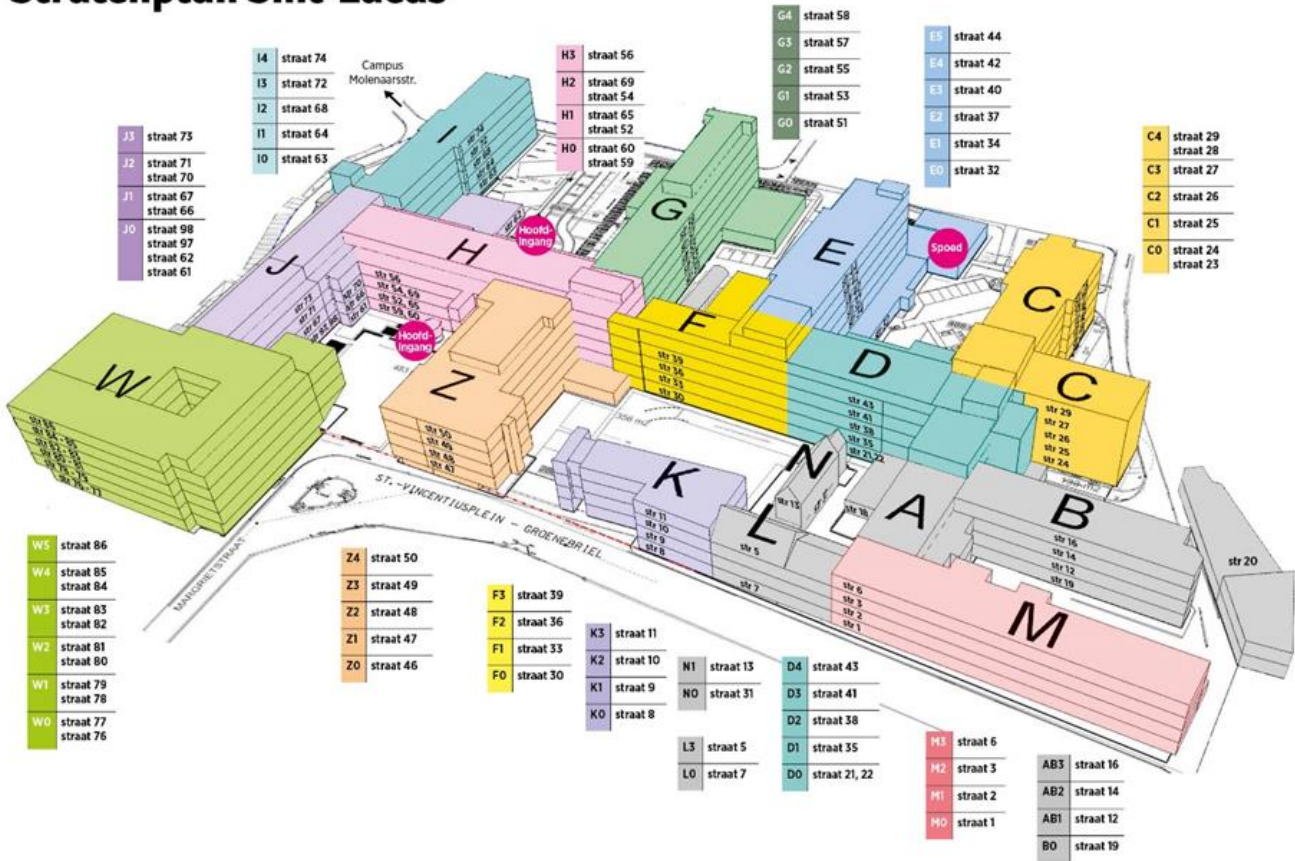 Stratenplan Sint-Lucas
G4 straat 58
G3 straat 57
G2 straat 55
G1 straat 53
G0 straat 51
E5 straat 44
E4 straat 42
E3 straat 40
E2 straat 37
E1 straat 34
E0 straat 32
I4 straat 74
I3 straat 72
I2 straat 68
I1 straat 64
I0 straat 63
Campus
Molenaarsstr.
H3 straat 56
H2 straat 69
straat 54
H1 straat 65
straat 52
H0 straat 60
straat 59
J3 straat 73
J2 straat 71
straat 70
J1 straat 67
straat 66
J0 straat 98
straat 97
straat 62
straat 61
C4 straat 29
straat 28
C3 straat 27
C2 straat 26
C1 straat 25
C0 straat 24
straat 23
I
G
H
J
E
C
Hoofd-
ingang
Spoed
str 56
str 54, 69
str 52, 65
str 59, 60
str 73
str 71
Hoofd-
ingang
F
str 39
str 36
str 33
str 30
D
str 43
str 41
str 38
str 35
str 21,22
C
str 29
str 27
str 26
str 25
str 24
W
Z
str 50
str 49
str 48
str 47
K
str 11
str 10
str 9
str 8
N
str 13
L
str 5
str 7
str 18
A
B
str 16
str 14
str 12
str 19
str 20
M
str 6
str 3
str 2
str 1
ST.-VINCENTIUSPLEIN - GROENEBRIEL
MARGRIETSTRAAT
W5 straat 86
W4 straat 85
straat 84
W3 straat 83
straat 82
W2 straat 81
straat 80
W1 straat 79
straat 78
W0 straat 77
straat 76
Z4 straat 50
Z3 straat 49
Z2 straat 48
Z1 straat 47
Z0 straat 46
F3 straat 39
F2 straat 36
F1 straat 33
F0 straat 30
K3 straat 11
K2 straat 10
K1 straat 9
K0 straat 8
N1 straat 13
N0 straat 31
L3 straat 5
L0 straat 7
D4 straat 43
D3 straat 41
D2 straat 38
D1 straat 35
D0 straat 21, 22
M3 straat 6
M2 straat 3
M1 straat 2
M0 straat 1
AB3 straat 16
AB2 straat 14
AB1 straat 12
B0 straat 19